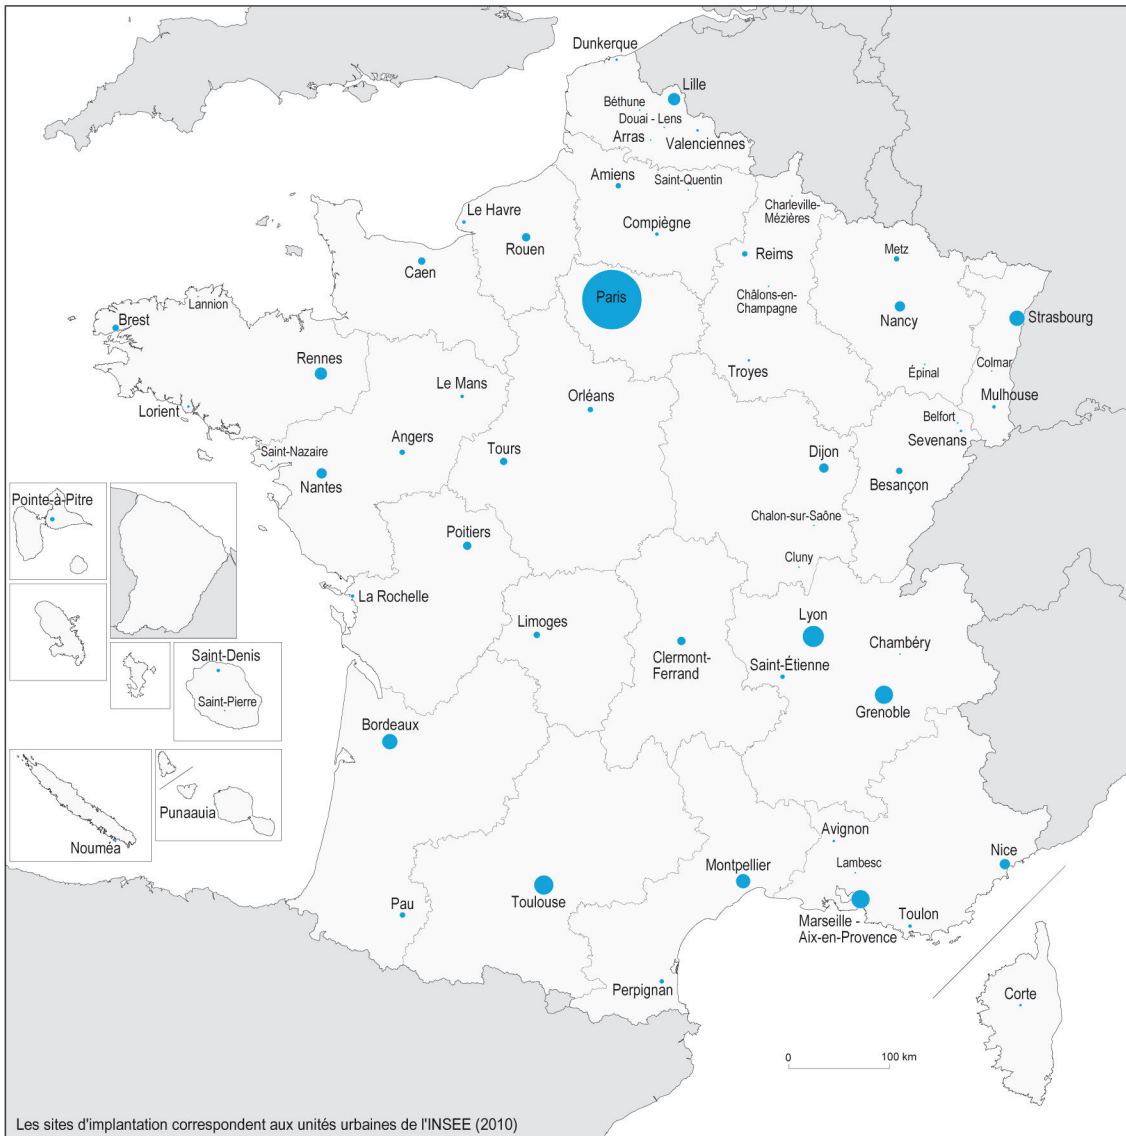 Dunkerque
Lille
Béthune
Douai - Lens
Arras
Valenciennes
Amiens
Saint-Quentin
Charleville-
Mézières
Le Havre
Rouen
Compiègne
Caen
Reims
Metz
Paris
Châlons-en-
Champagne
Nancy
Strasbourg
Lannion
Brest
Rennes
Le Mans
Orléans
Troyes
Épinal
Colmar
Mulhouse
Lorient
Belfort
Sevenans
Saint-Nazaire
Angers
Tours
Dijon
Nantes
Besançon
Pointe-à-Pitre
Chalon-sur-Saône
Poitiers
Cluny
La Rochelle
Limoges
Lyon
Clermont-
Ferrand
Saint-Étienne
Chambéry
Grenoble
Saint-Denis
Saint-Pierre
Bordeaux
Punaauia
Nouméa
Avignon
Lambesc
Nice
Montpellier
Toulouse
Pau
Marseille -
Aix-en-Provence
Toulon
Perpignan
Corte
0
100 km
Les sites d'implantation correspondent aux unités urbaines de l'INSEE (2010)